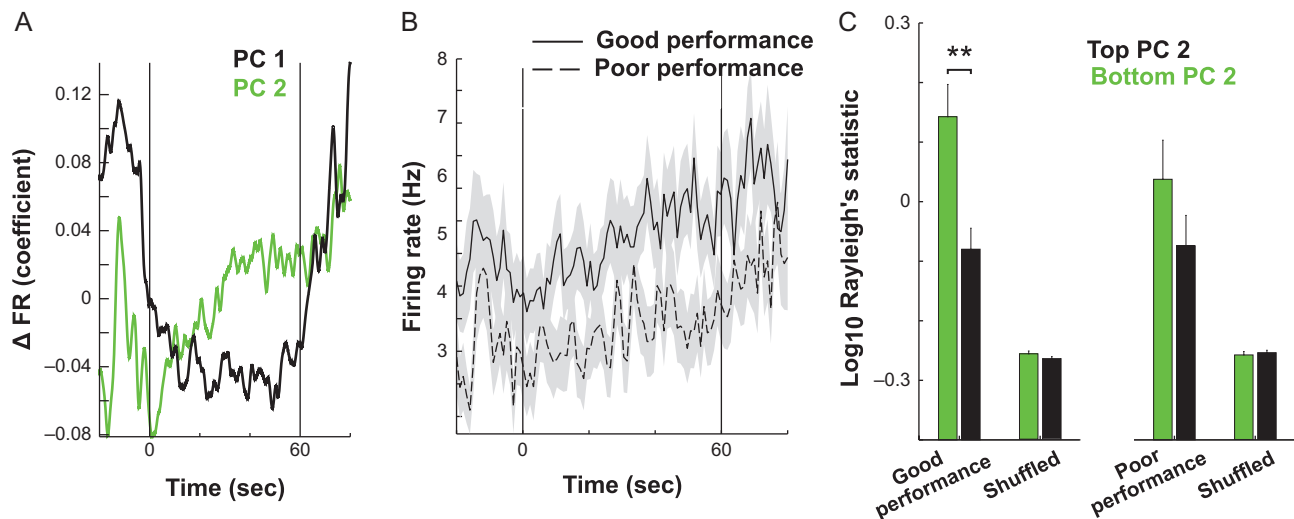 A
PC 1
PC 2
0.12
0.08
0.04
0
–0.04
–0.08
Δ FR (coefficient)
0
60
Time (sec)
B
Good performance
Poor performance
8
7
6
5
4
3
Firing rate (Hz)
0
60
Time (sec)
C
0.3
0
–0.3
Log10 Rayleigh's statistic
**
Top PC 2
Bottom PC 2
Good
performance
Shuffled
Poor
performance
Shuffled